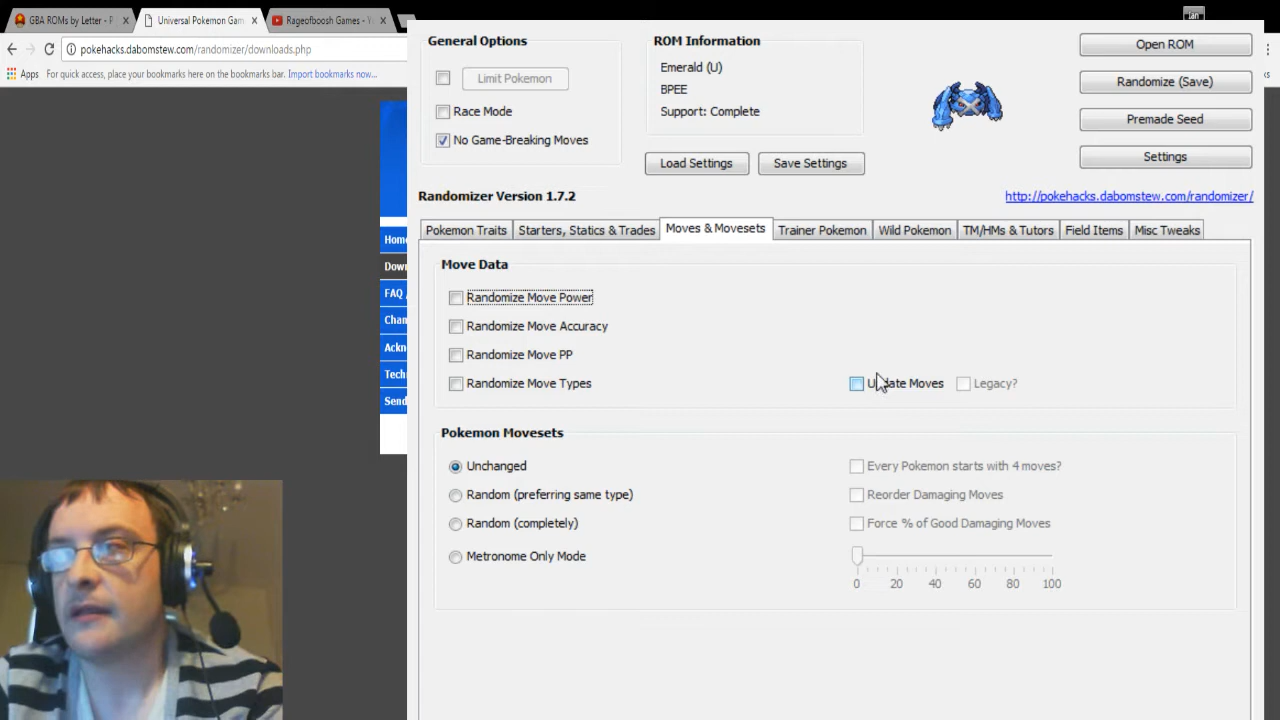 GBA ROMs by Letter - P
Universal Pokemon Gam
Rageofboosh Games -
Ian
pokehacks.dabomstew.com/randomizer/downloads.php
Apps For quick access, place your bookmarks here on the bookmarks bar. Import bookmarks now...
General Options
Limit Pokemon
Race Mode
No Game-Breaking Moves
ROM Information
Emerald (U)
BPEE
Support: Complete
Load Settings Save Settings
Open ROM
Randomize (Save)
Premade Seed
Settings
Randomizer Version 1.7.2
http://pokehacks.dabomstew.com/randomizer/
Pokemon Traits Starters, Statics & Trades Moves & Movesets Trainer Pokemon Wild Pokemon TM/HMs & Tutors Field Items Misc Tweaks
Home
Down
FAQ /
Chan
Ackn
Tech
Send
Move Data
Randomize Move Power
Randomize Move Accuracy
Randomize Move PP
Randomize Move Types
Update Moves Legacy?
Pokemon Movesets
Unchanged
Random (preferring same type)
Random (completely)
Metronome Only Mode
Every Pokemon starts with 4 moves?
Reorder Damaging Moves
Force % of Good Damaging Moves
0 20 40 60 80 100